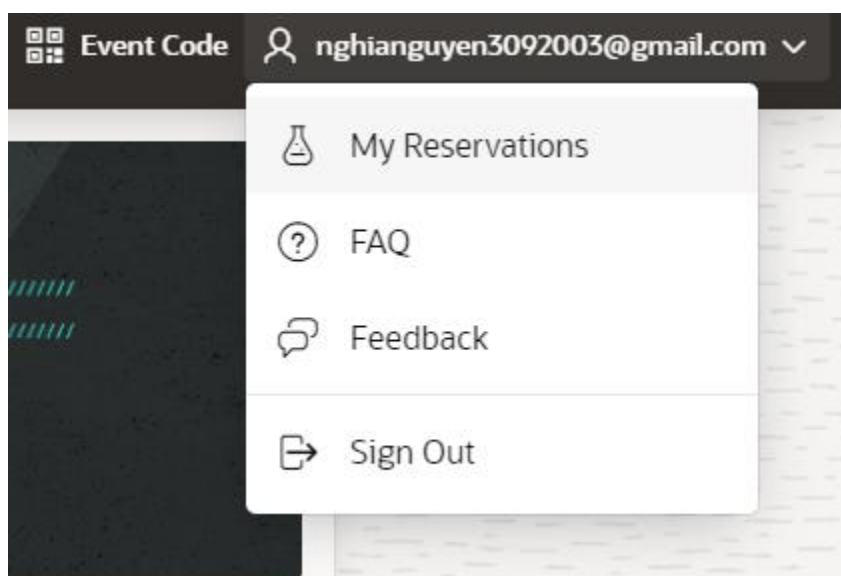 Event Code nghianguyen3092003@gmail.com
My Reservations
FAQ
Feedback
Sign Out